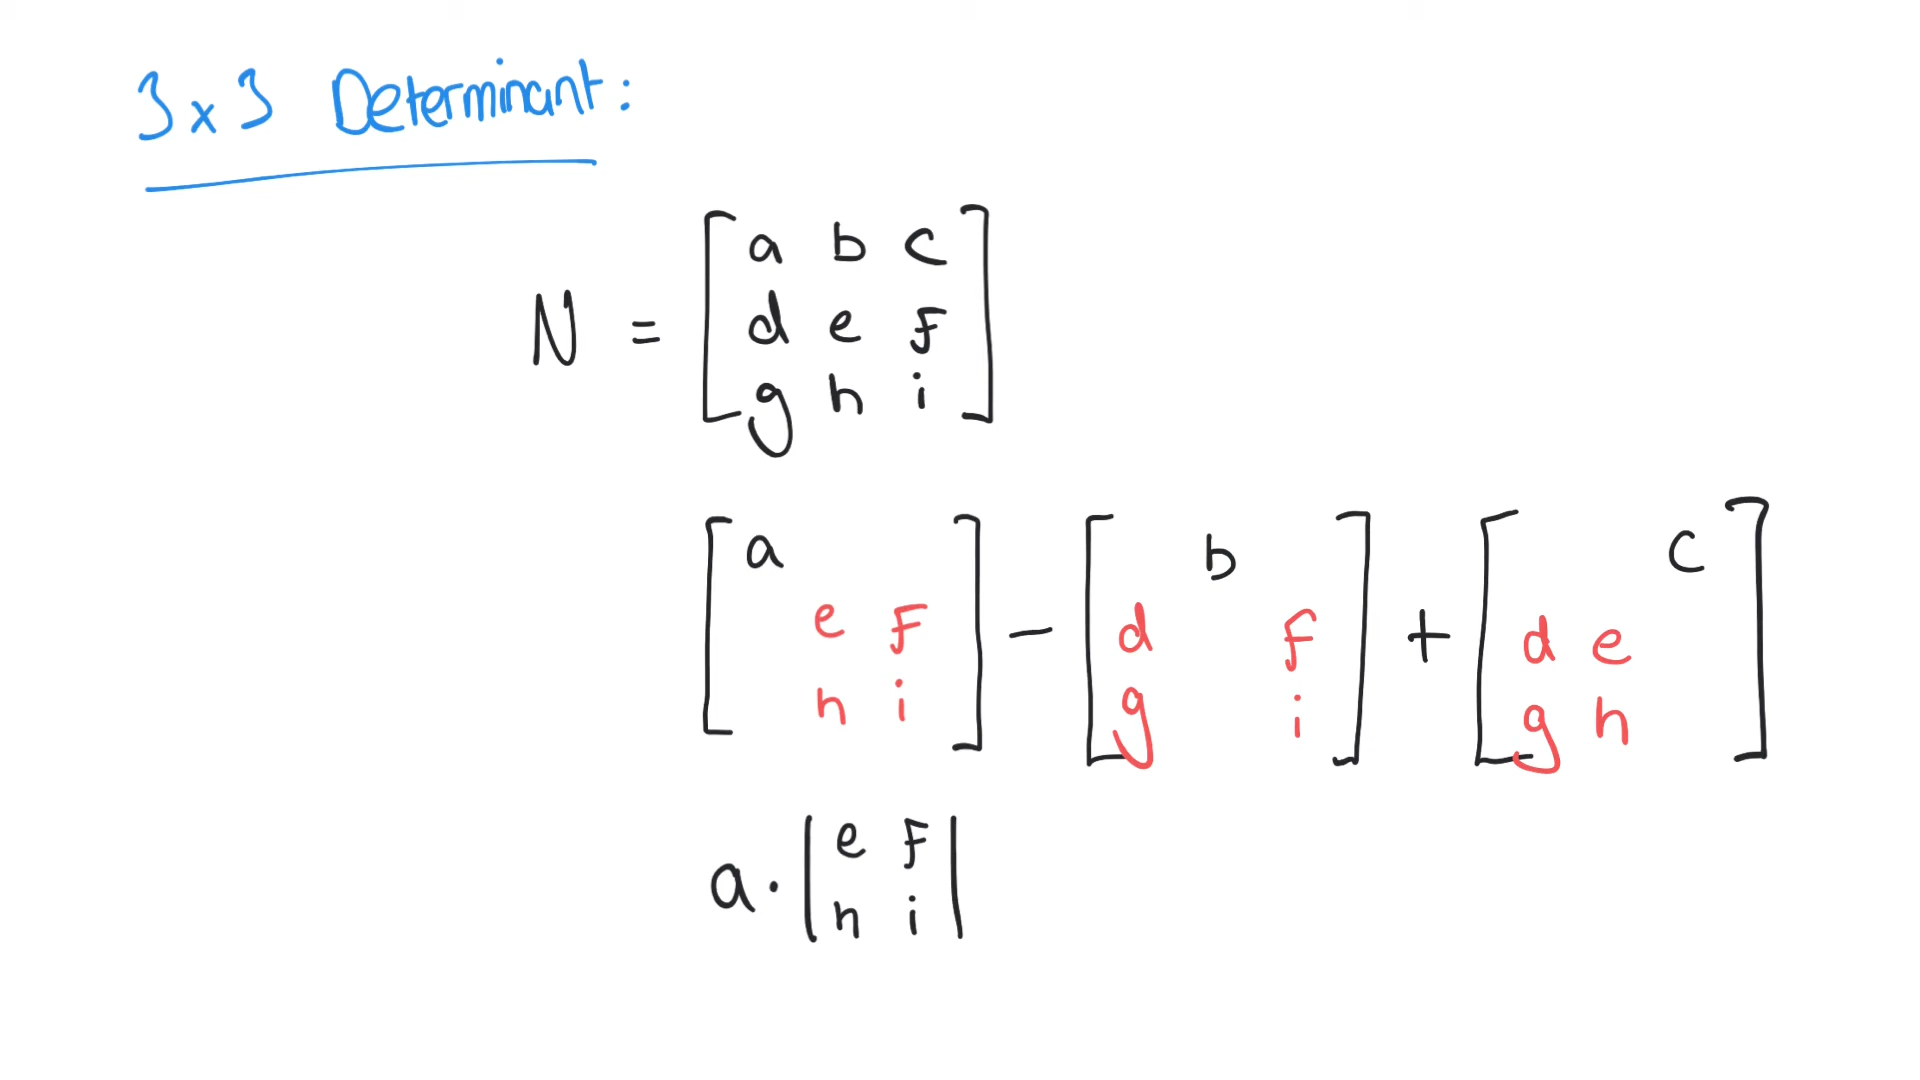 3 x 3 Determinant:
a b c
N = d e f
g h i
a b c
e f - d f + d e
h i g i g h
e f
a ·
h i